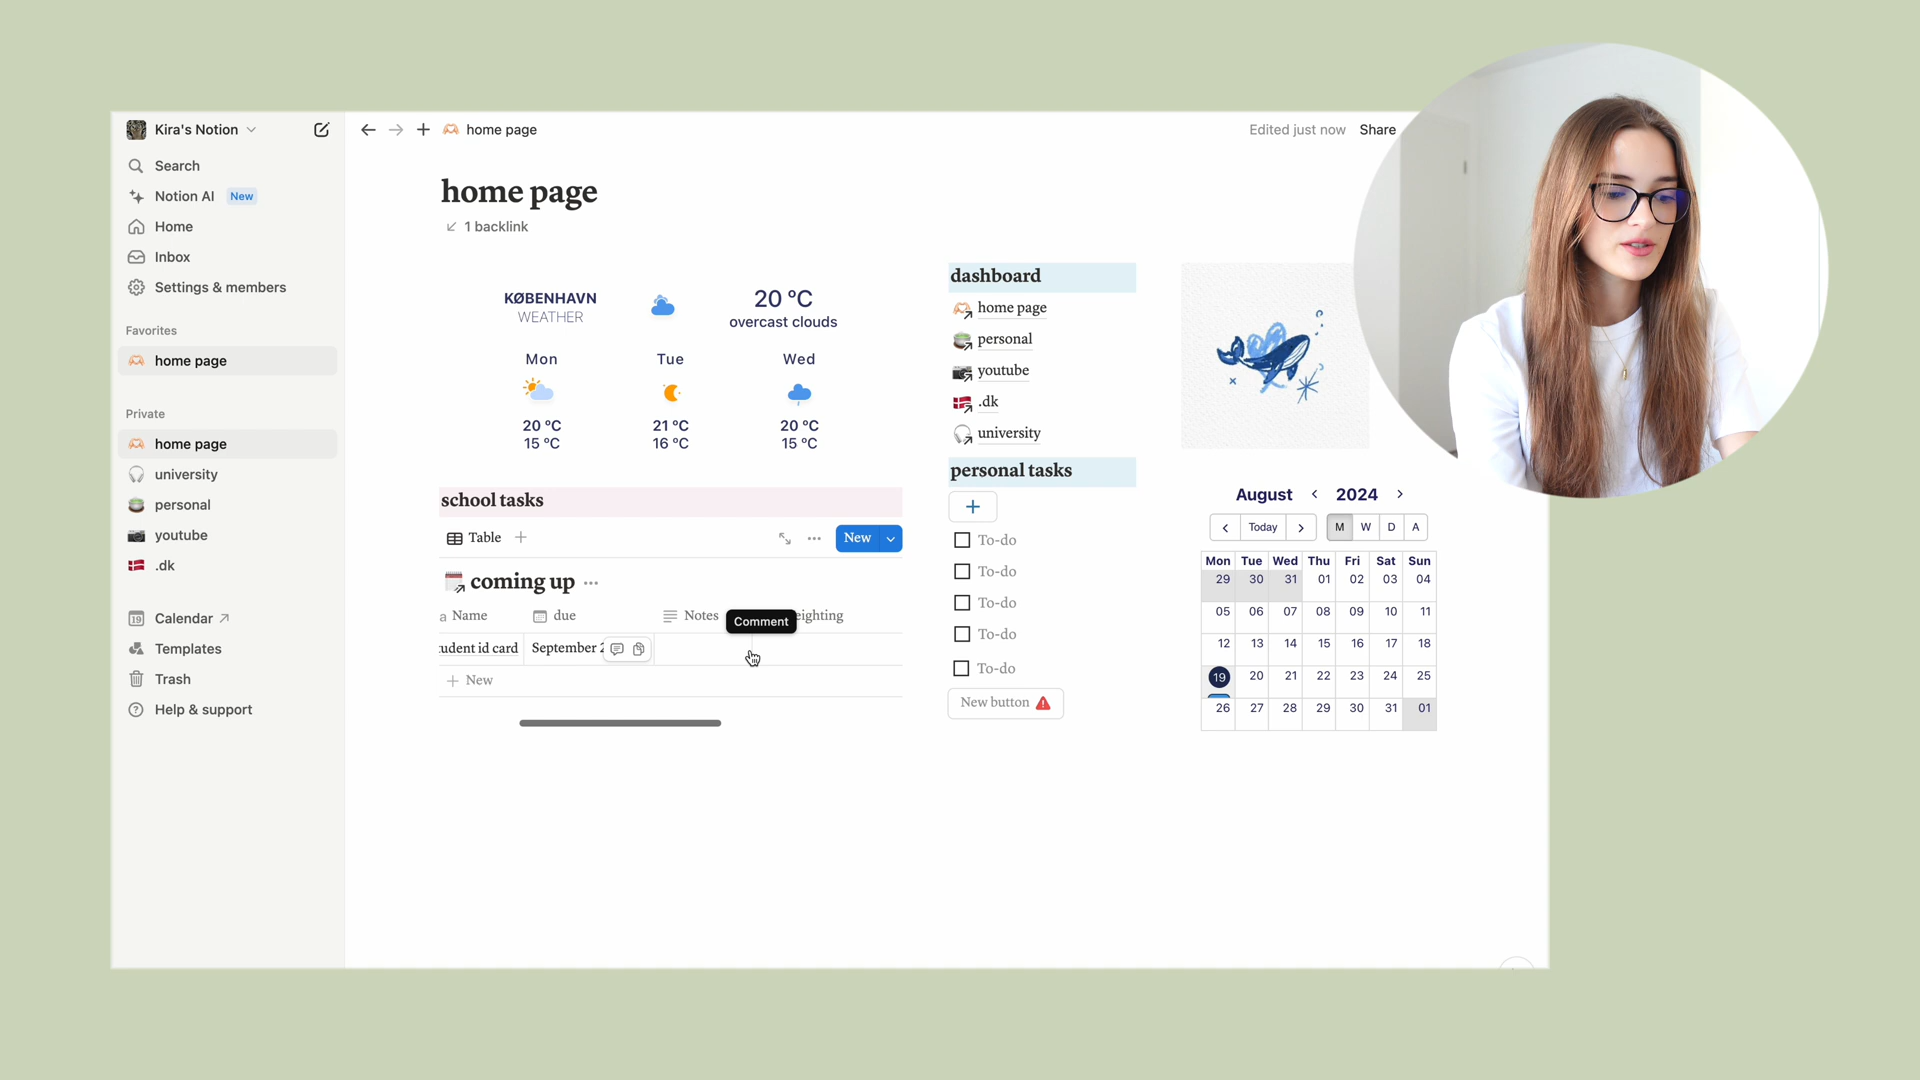 Kira's Notion
Search
Notion AI New
Home
Inbox
Settings & members
Favorites
home page
Private
home page
university
personal
youtube
.dk
Calendar
Templates
Trash
Help & support
home page
Edited just now Share
home page
1 backlink
KØBENHAVN
WEATHER
20 °C
overcast clouds
Mon Tue Wed
20 °C 21 °C 20 °C
15 °C 16 °C 15 °C
school tasks
Table
New
coming up
Name due Notes eighting
Comment
tudent id card September
New
dashboard
home page
personal
youtube
.dk
university
personal tasks
To-do
To-do
To-do
To-do
To-do
New button
August 2024
Today M W D A
Mon Tue Wed Thu Fri Sat Sun
29 30 31 01 02 03 04
05 06 07 08 09 10 11
12 13 14 15 16 17 18
19 20 21 22 23 24 25
26 27 28 29 30 31 01